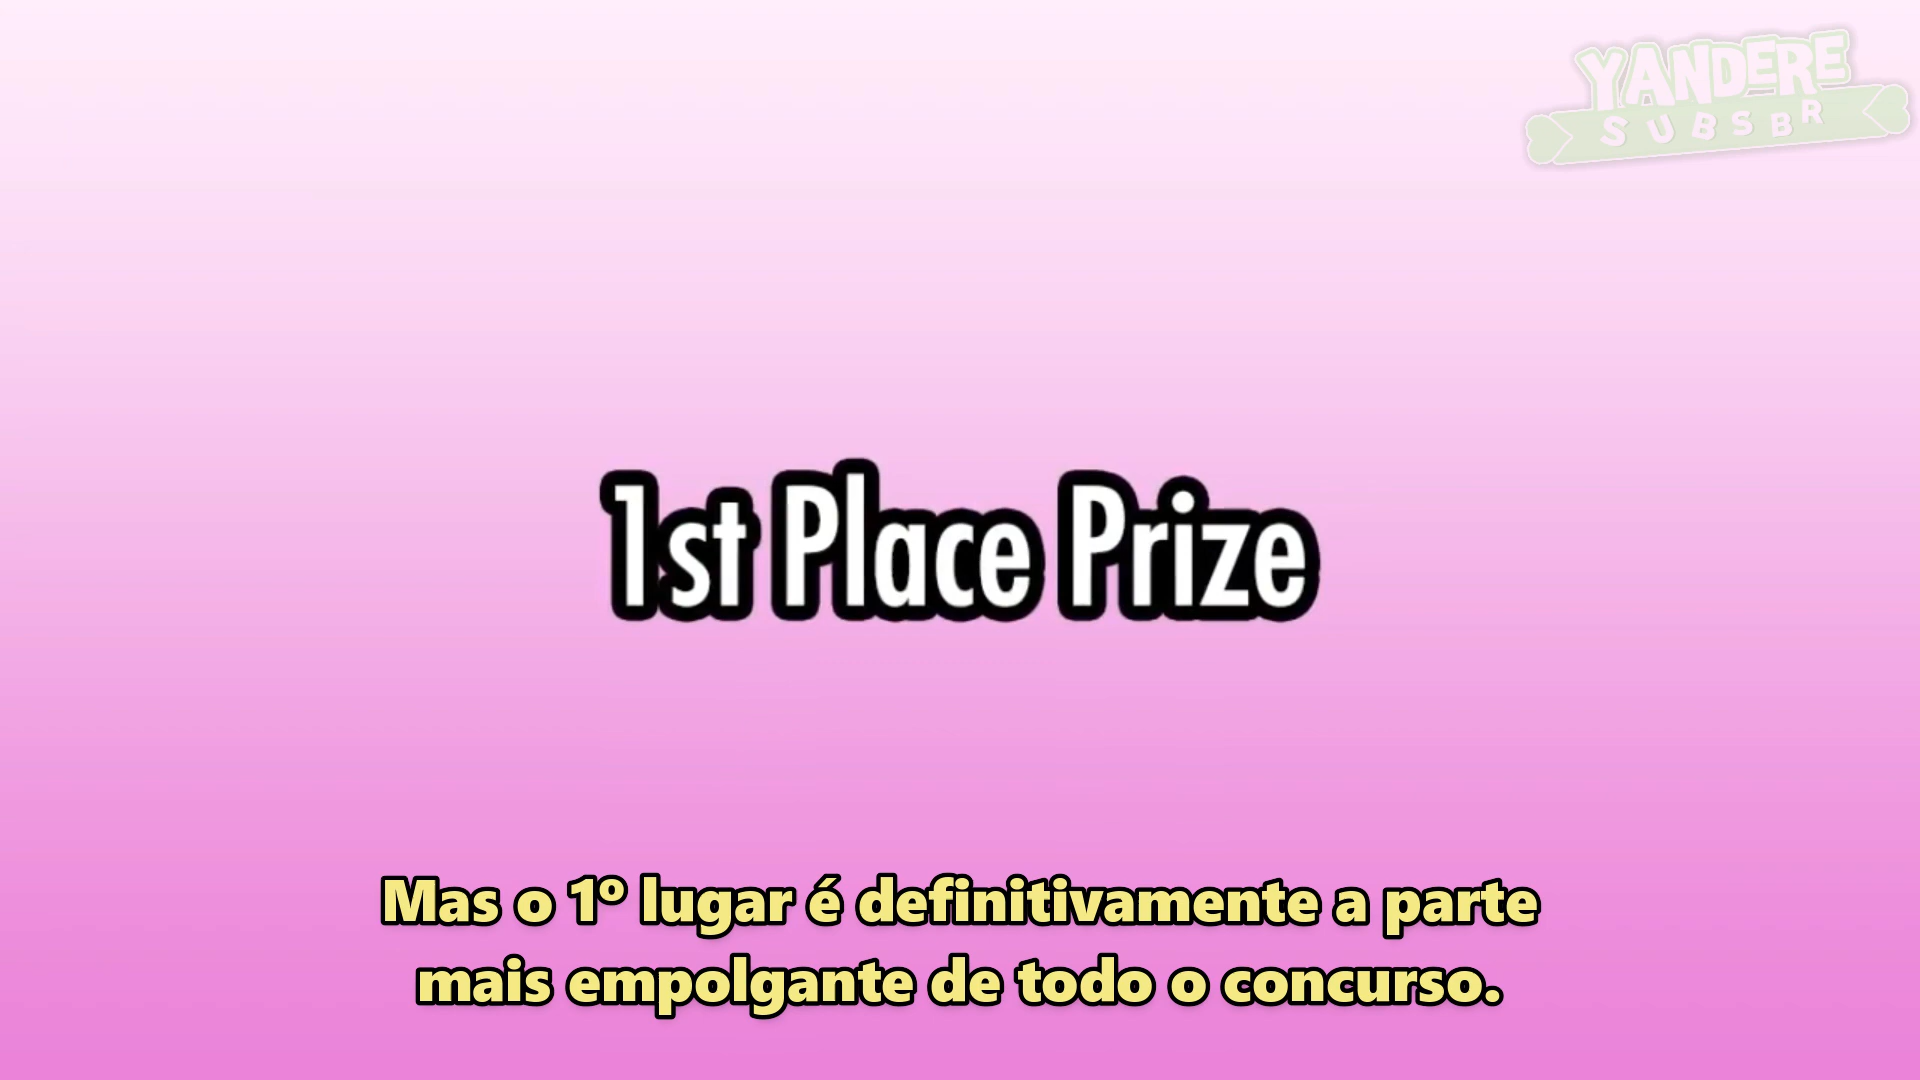 YANDERE
SUBSBR
1st Place Prize
Mas o 1º lugar é definitivamente a parte
mais empolgante de todo o concurso.